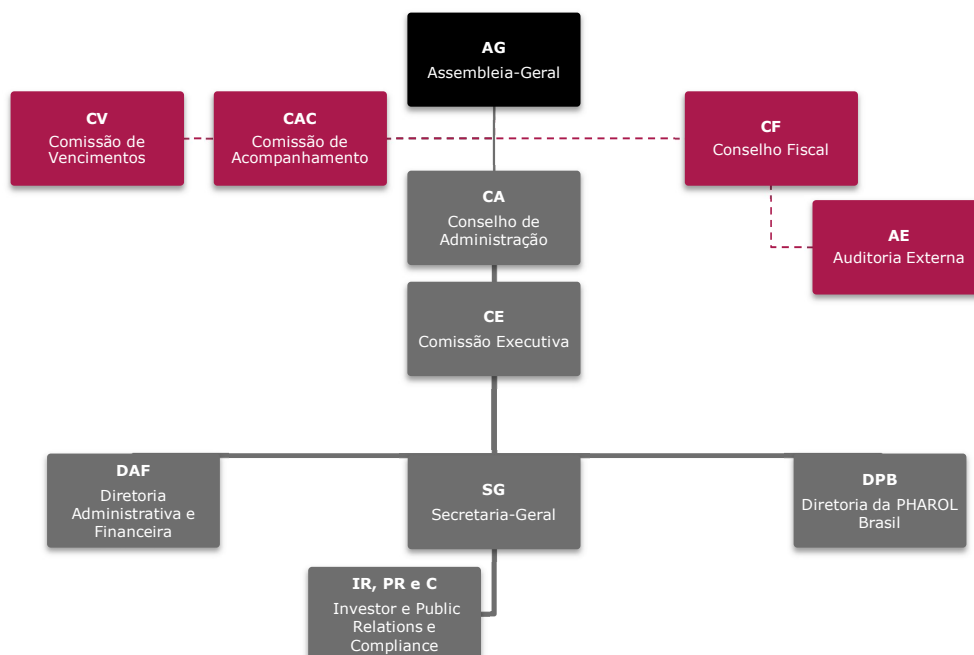 AG
Assembleia-Geral
CV
Comissão de
Vencimentos
CAC
Comissão de
Acompanhamento
CF
Conselho Fiscal
CA
Conselho de
Administração
AE
Auditoria Externa
CE
Comissão Executiva
DAF
Diretoria
Administrativa e
Financeira
SG
Secretaria-Geral
DPB
Diretoria da PHAROL
Brasil
IR, PR e C
Investor e Public
Relations e
Compliance